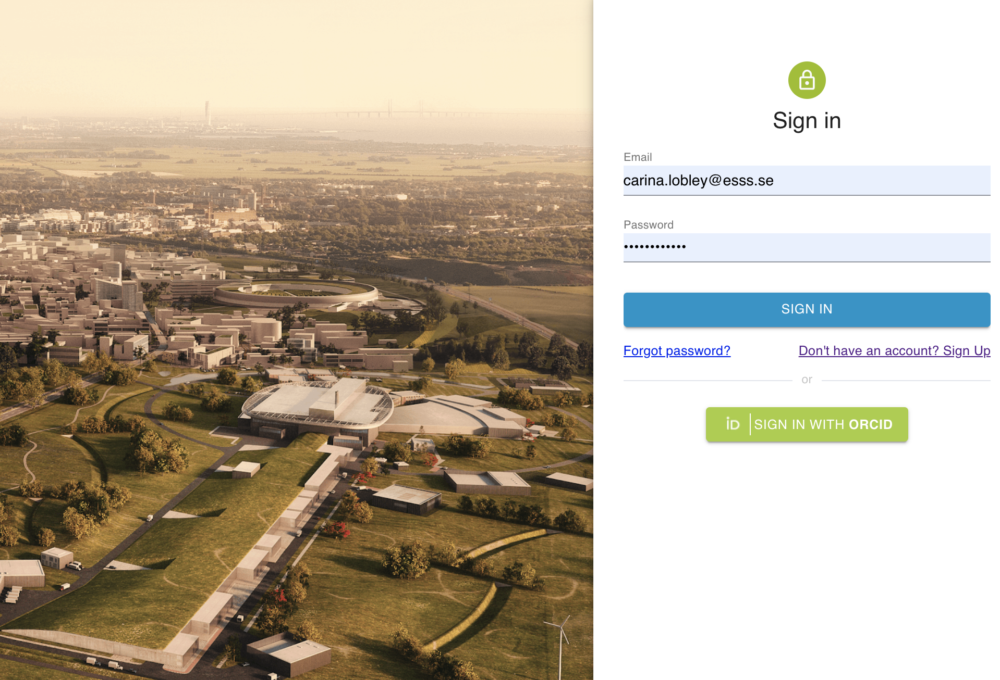 Sign in
Email
carina.lobley@esss.se
Password
••••••••••••
SIGN IN
Forgot password? Don't have an account? Sign Up
or
iD SIGN IN WITH ORCID